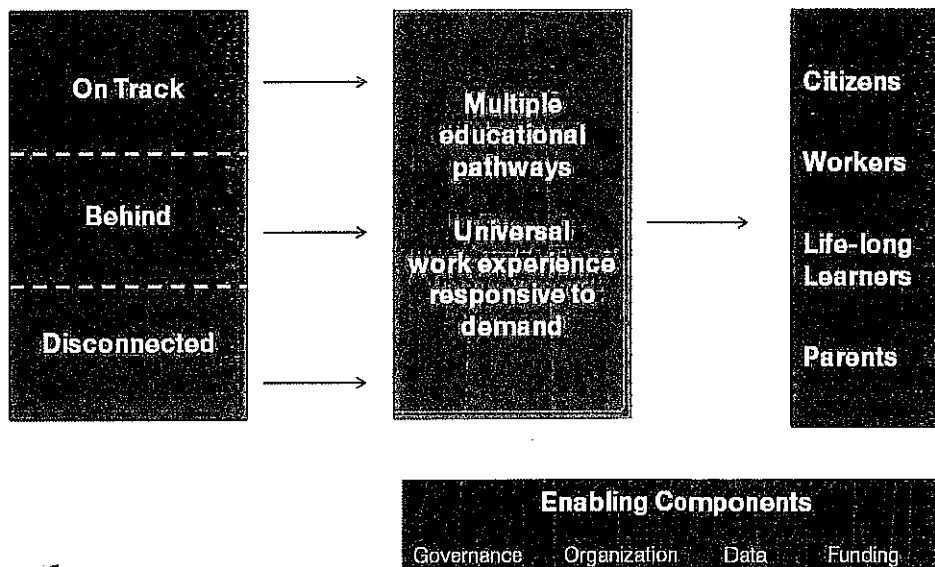 On Track
Behind
Disconnected
Multiple
educational
pathways
Universal
work experience
responsive to
demand
Citizens
Workers
Life-long
Learners
Parents
Enabling Components
Governance Organization Data Funding